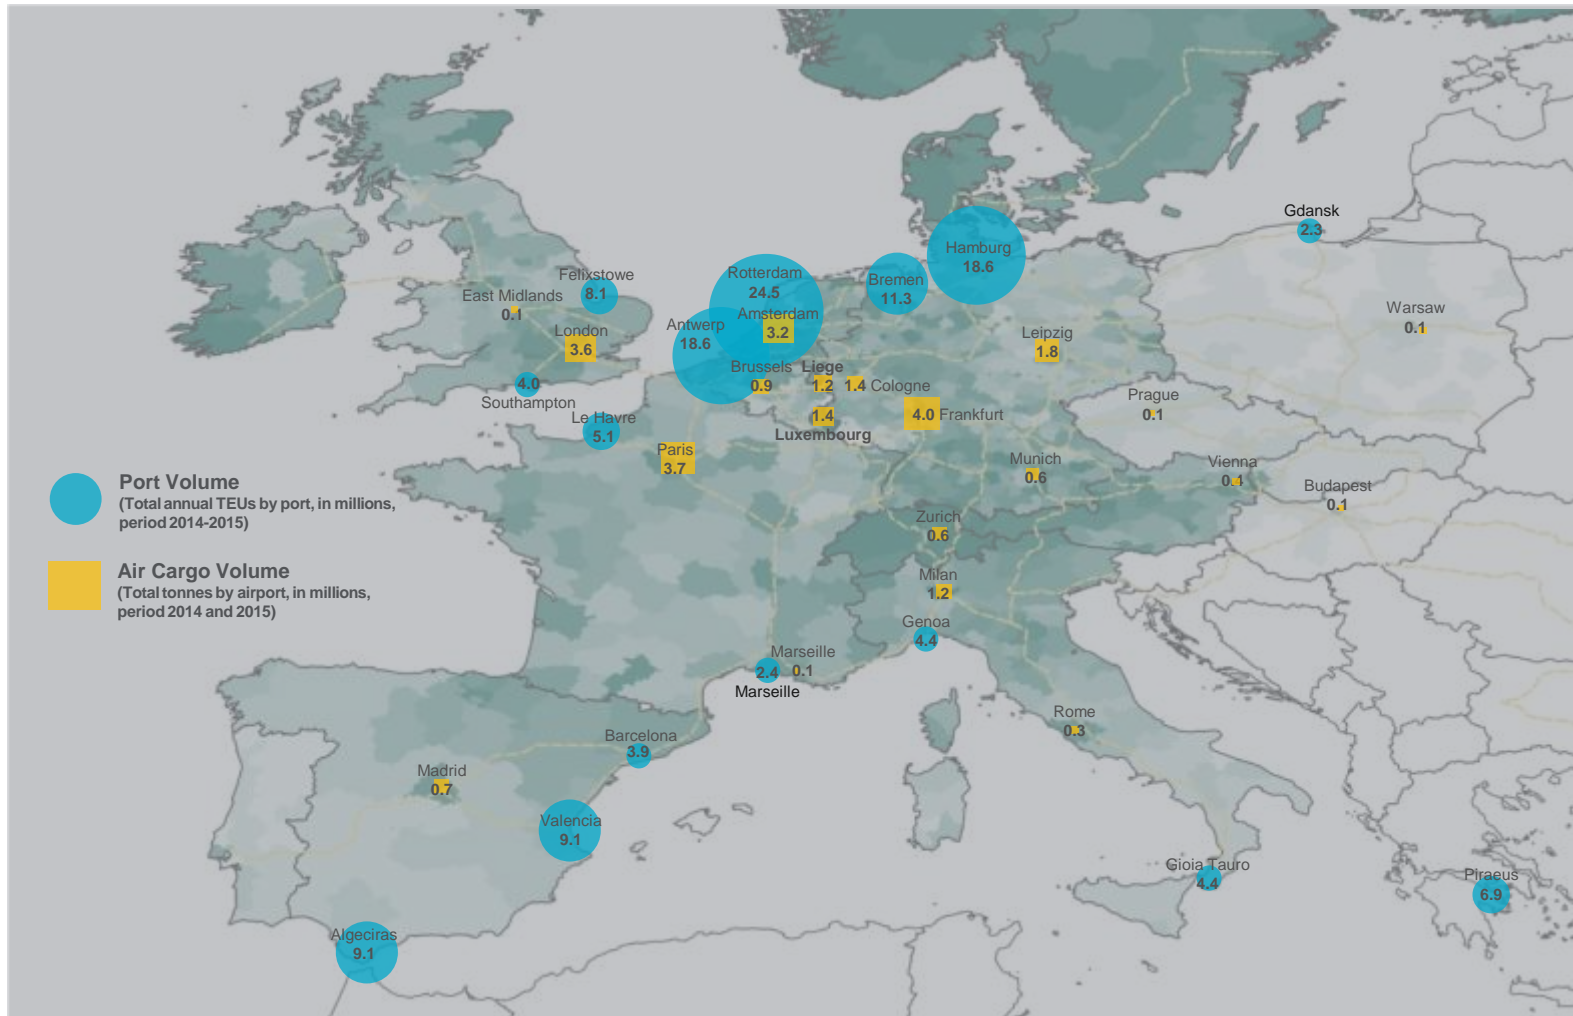 Gdansk
2.3
Hamburg
18.6
Rotterdam
24.5
Bremen
11.3
Felixstowe
8.1
East Midlands
0.1
Warsaw
0.1
Amsterdam
3.2
Antwerp
18.6
London
3.6
Leipzig
1.8
Brussels
0.9
Liege
1.2
1.4 Cologne
4.0
Southampton
Prague
0.1
4.0 Frankfurt
1.4
Luxembourg
Le Havre
5.1
Paris
3.7
Munich
0.6
Vienna
0.4
Budapest
0.1
Port Volume
(Total annual TEUs by port, in millions,
period 2014-2015)
Zurich
0.6
Air Cargo Volume
(Total tonnes by airport, in millions,
period 2014 and 2015)
Milan
1.2
Genoa
4.4
Marseille
0.1
2.4
Marseille
Rome
0.3
Barcelona
3.9
Madrid
0.7
Valencia
9.1
Gioia Tauro
4.4
Piraeus
6.9
Algeciras
9.1